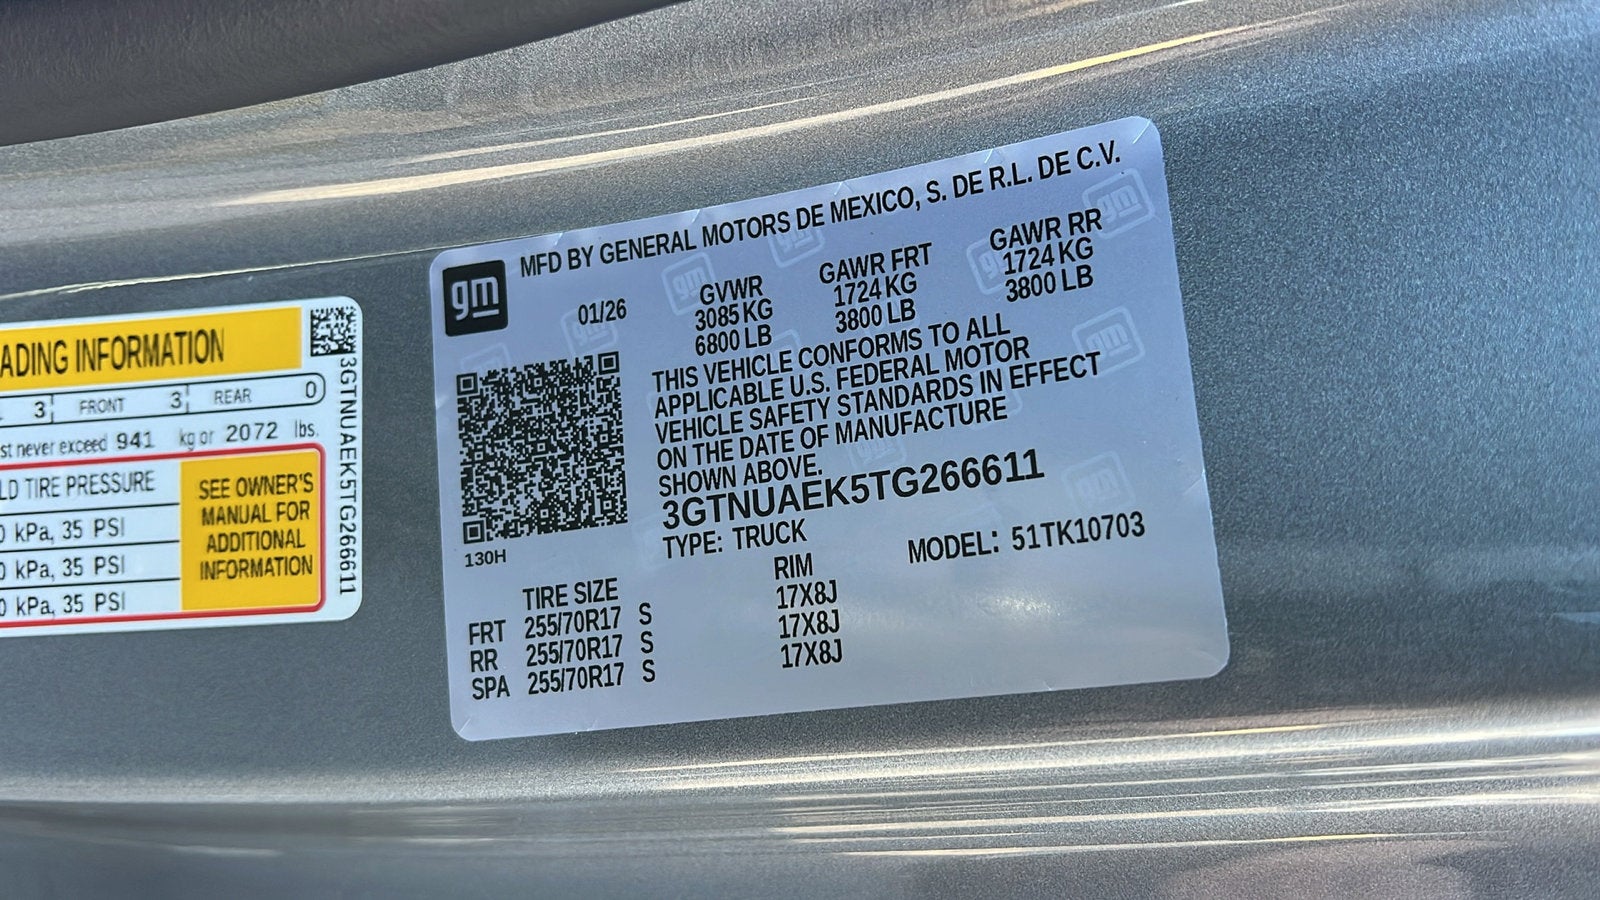 ADING INFORMATION
3 FRONT 3 REAR 0
st never exceed 941 kg or 2072 lbs.
LD TIRE PRESSURE
0 kPa, 35 PSI
0 kPa, 35 PSI
0 kPa, 35 PSI
SEE OWNER'S
MANUAL FOR
ADDITIONAL
INFORMATION
3GTNUAEK5TG266611
gm
MFD BY GENERAL MOTORS DE MEXICO, S. DE R.L. DE C.V.
01/26
GVWR GAWR FRT GAWR RR
3085 KG 1724 KG 1724 KG
6800 LB 3800 LB 3800 LB
THIS VEHICLE CONFORMS TO ALL
APPLICABLE U.S. FEDERAL MOTOR
VEHICLE SAFETY STANDARDS IN EFFECT
ON THE DATE OF MANUFACTURE
SHOWN ABOVE.
3GTNUAEK5TG266611
130H
TYPE: TRUCK MODEL: 51TK10703
TIRE SIZE RIM
FRT 255/70R17 S 17X8J
RR 255/70R17 S 17X8J
SPA 255/70R17 S 17X8J